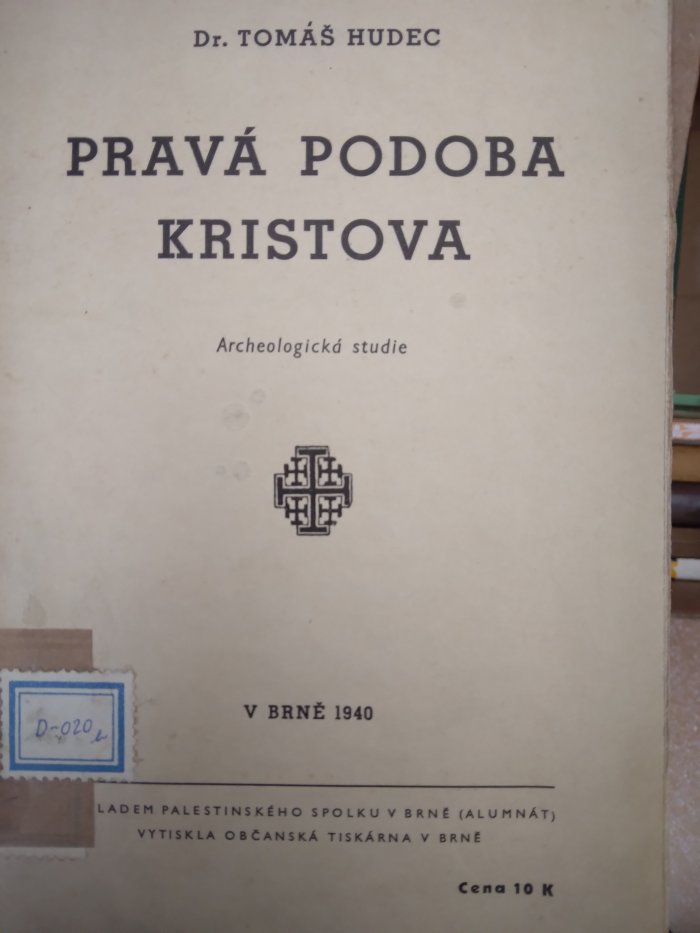 Dr. TOMÁŠ HUDEC
PRAVÁ PODOBA
KRISTOVA
Archeologická studie
V BRNĚ 1940
D-020
LADEM PALESTINSKÉHO SPOLKU V BRNĚ (ALUMNÁT)
VYTISKLA OBČANSKÁ TISKÁRNA V BRNĚ
Cena 10 K